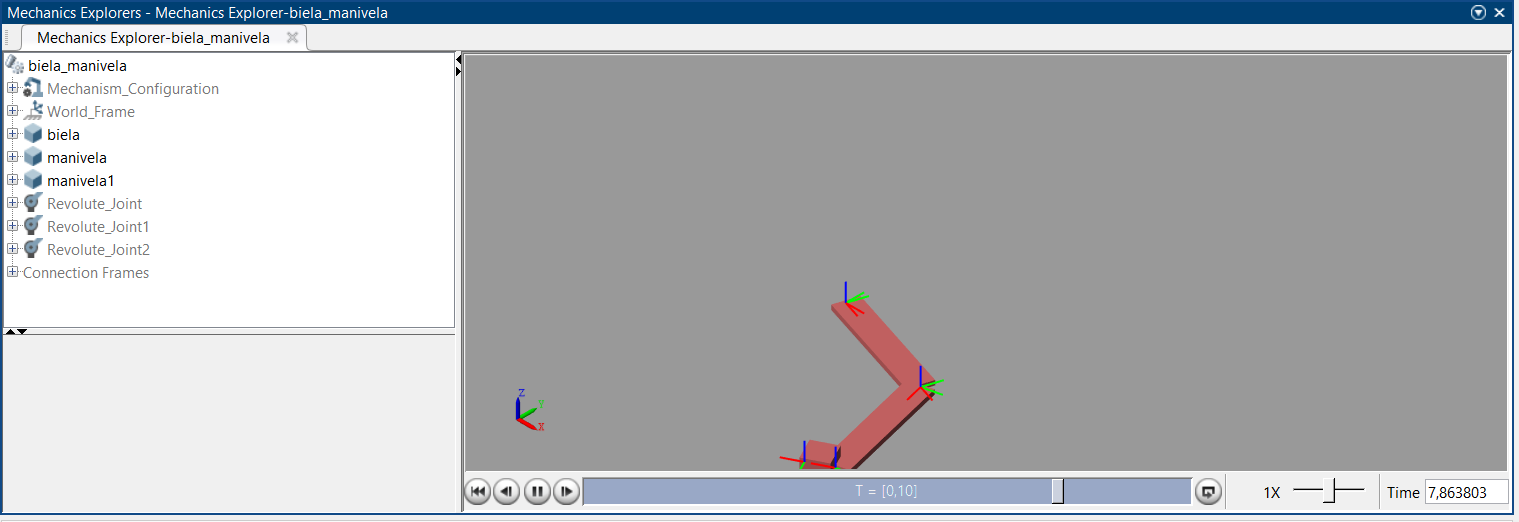 Mechanics Explorers - Mechanics Explorer-biela_manivela
Mechanics Explorer-biela_manivela
biela_manivela
Mechanism_Configuration
World_Frame
biela
manivela
manivela1
Revolute_Joint
Revolute_Joint1
Revolute_Joint2
Connection Frames
Z
Y
X
T = [0,10]
1X
Time 7,863803